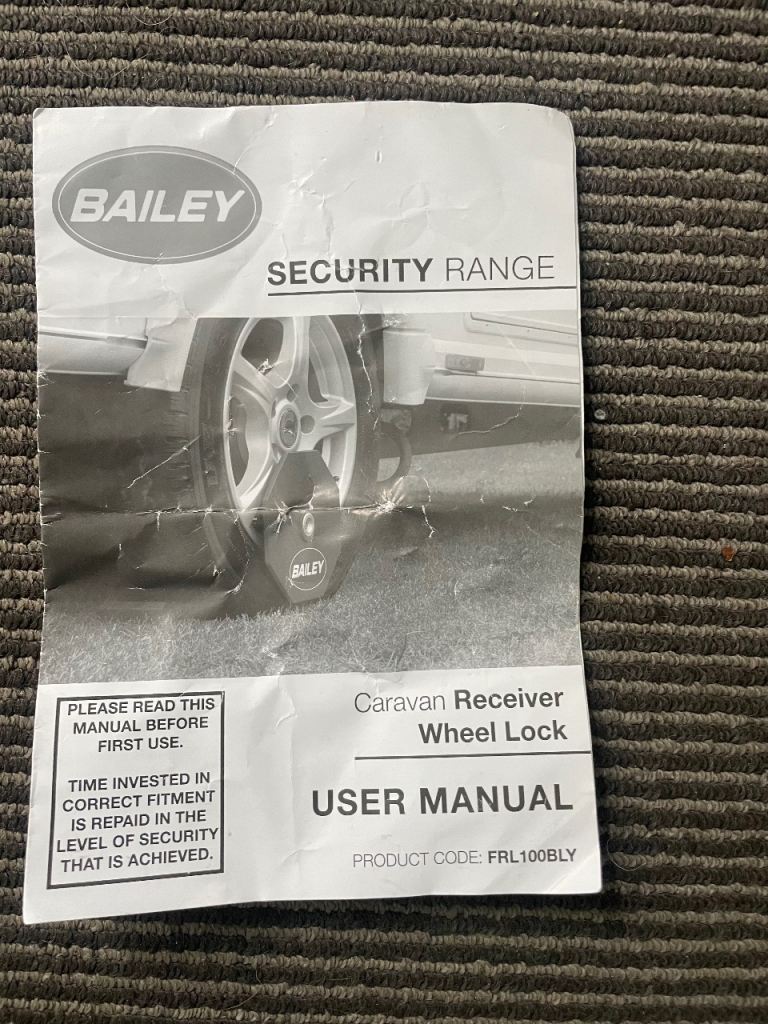 BAILEY
SECURITY RANGE
BAILEY
PLEASE READ THIS
MANUAL BEFORE
FIRST USE.
TIME INVESTED IN
CORRECT FITMENT
IS REPAID IN THE
LEVEL OF SECURITY
THAT IS ACHIEVED.
Caravan Receiver
Wheel Lock
USER MANUAL
PRODUCT CODE: FRL100BLY